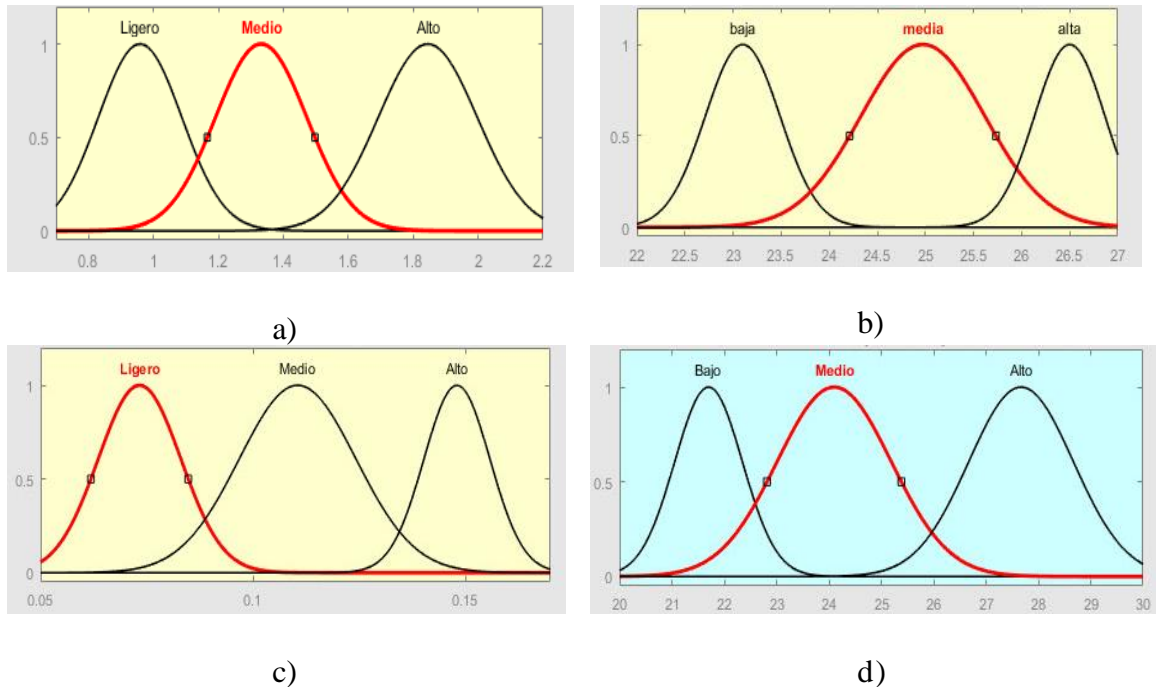 Ligero Medio Alto
1
0.5
0
0.8 1 1.2 1.4 1.6 1.8 2 2.2
a)
baja media alta
1
0.5
0
22 22.5 23 23.5 24 24.5 25 25.5 26 26.5 27
b)
Ligero Medio Alto
1
0.5
0
0.05 0.1 0.15
c)
Bajo Medio Alto
1
0.5
0
20 21 22 23 24 25 26 27 28 29 30
d)